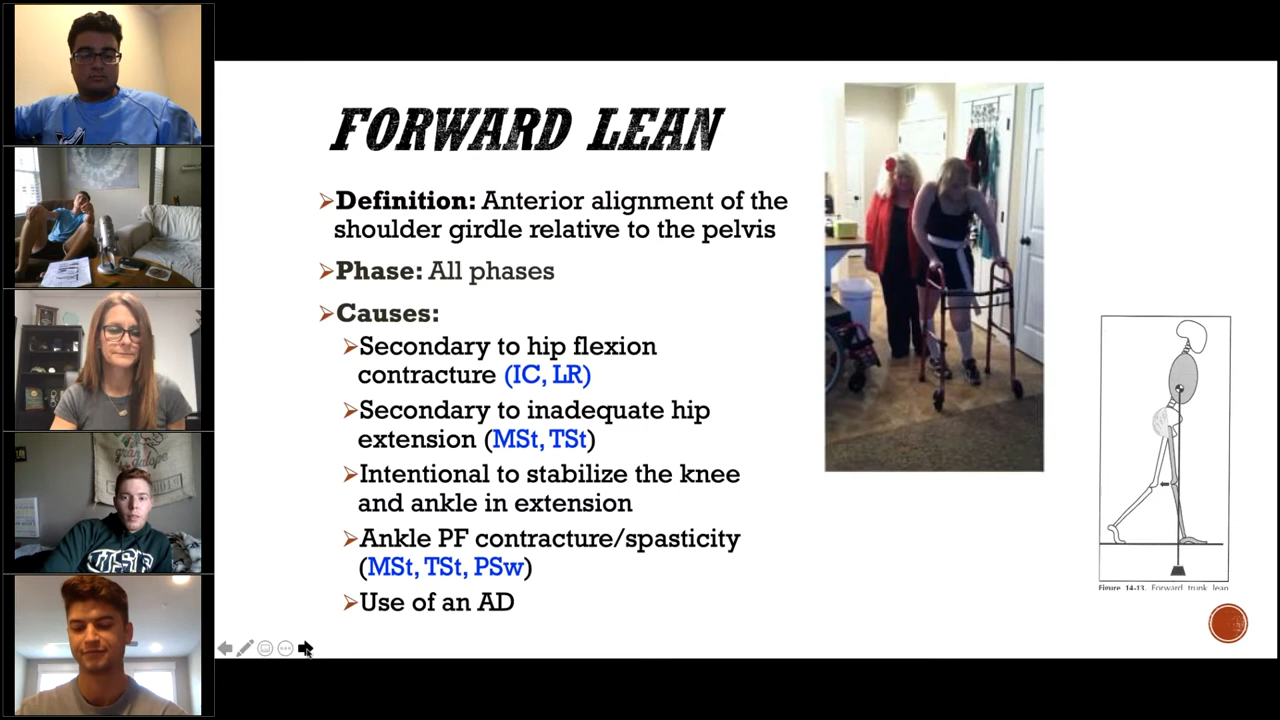 FORWARD LEAN
Definition: Anterior alignment of the
shoulder girdle relative to the pelvis
Phase: All phases
Causes:
Secondary to hip flexion
contracture (IC, LR)
Secondary to inadequate hip
extension (MSt, TSt)
Intentional to stabilize the knee
and ankle in extension
Ankle PF contracture/spasticity
(MSt, TSt, PSw)
Use of an AD
Figure 14-13. Forward trunk lean